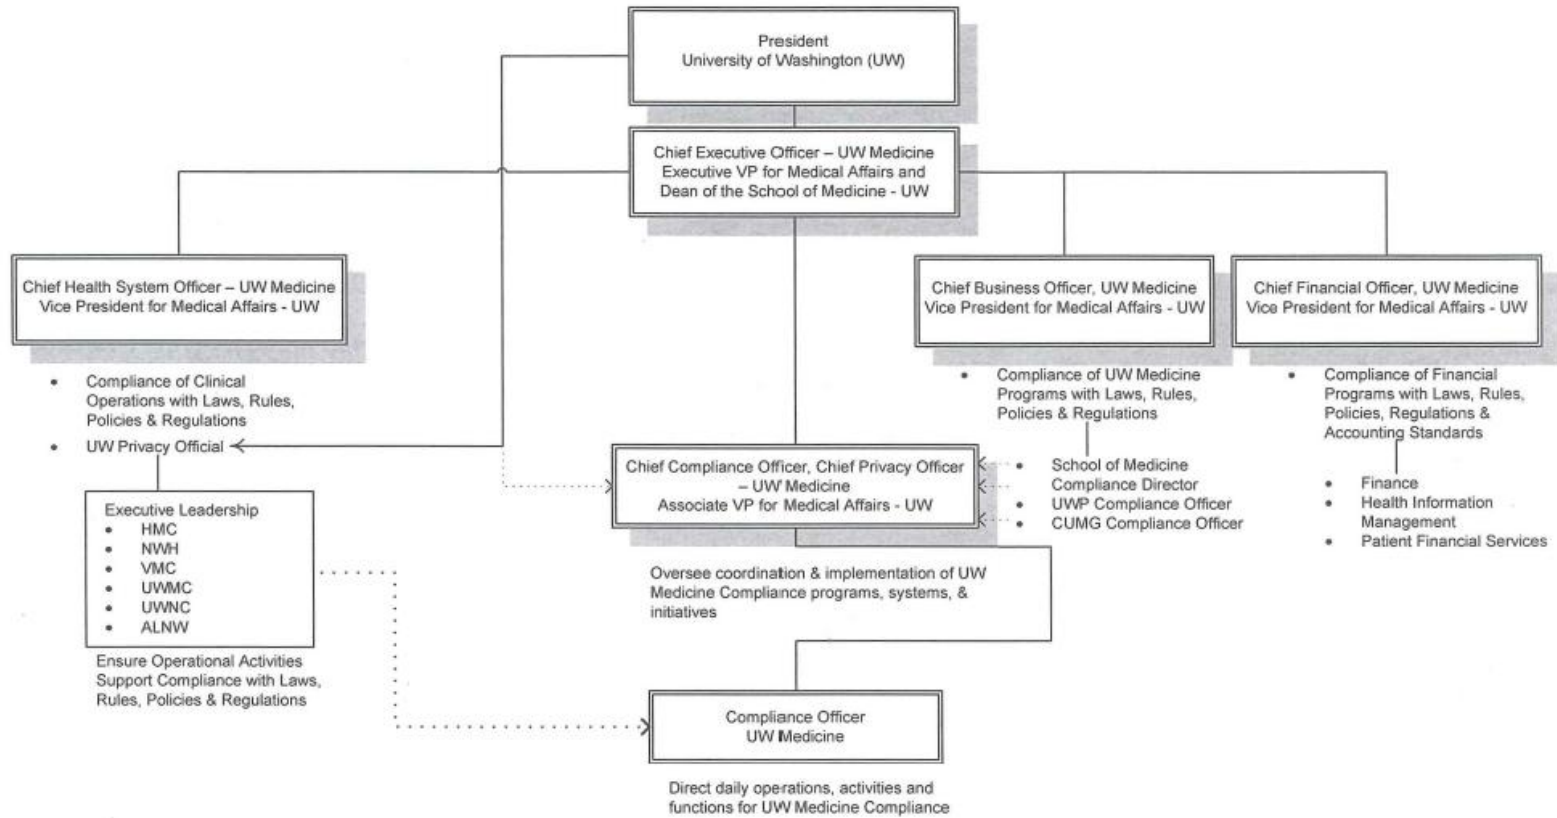 President
University of Washington (UW)
Chief Executive Officer – UW Medicine
Executive VP for Medical Affairs and
Dean of the School of Medicine - UW
Chief Health System Officer – UW Medicine
Vice President for Medical Affairs - UW
• Compliance of Clinical
Operations with Laws, Rules,
Policies & Regulations
• UW Privacy Official
Executive Leadership
• HMC
• NWH
• VMC
• UWMC
• UWNC
• ALNW
Ensure Operational Activities
Support Compliance with Laws,
Rules, Policies & Regulations
Chief Compliance Officer, Chief Privacy Officer
– UW Medicine
Associate VP for Medical Affairs - UW
Oversee coordination & implementation of UW
Medicine Compliance programs, systems, &
initiatives
Compliance Officer
UW Medicine
Direct daily operations, activities and
functions for UW Medicine Compliance
Chief Business Officer, UW Medicine
Vice President for Medical Affairs - UW
• Compliance of UW Medicine
Programs with Laws, Rules,
Policies & Regulations
• School of Medicine
Compliance Director
• UWP Compliance Officer
• CUMG Compliance Officer
Chief Financial Officer, UW Medicine
Vice President for Medical Affairs - UW
• Compliance of Financial
Programs with Laws, Rules,
Policies, Regulations &
Accounting Standards
• Finance
• Health Information
Management
• Patient Financial Services